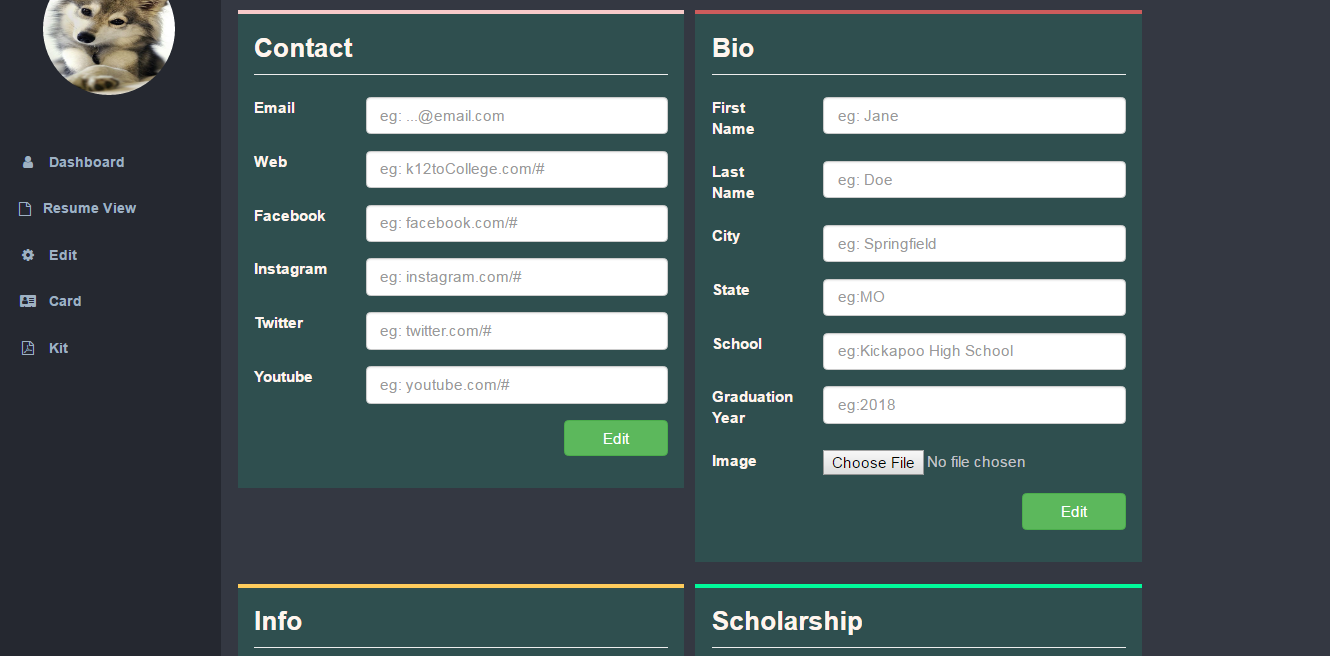 Dashboard
Resume View
Edit
Card
Kit
Contact
Email
eg: ...@email.com
Web
eg: k12toCollege.com/#
Facebook
eg: facebook.com/#
Instagram
eg: instagram.com/#
Twitter
eg: twitter.com/#
Youtube
eg: youtube.com/#
Edit
Bio
First
Name
eg: Jane
Last
Name
eg: Doe
City
eg: Springfield
State
eg:MO
School
eg:Kickapoo High School
Graduation
Year
eg:2018
Image
Choose File No file chosen
Edit
Info
Scholarship